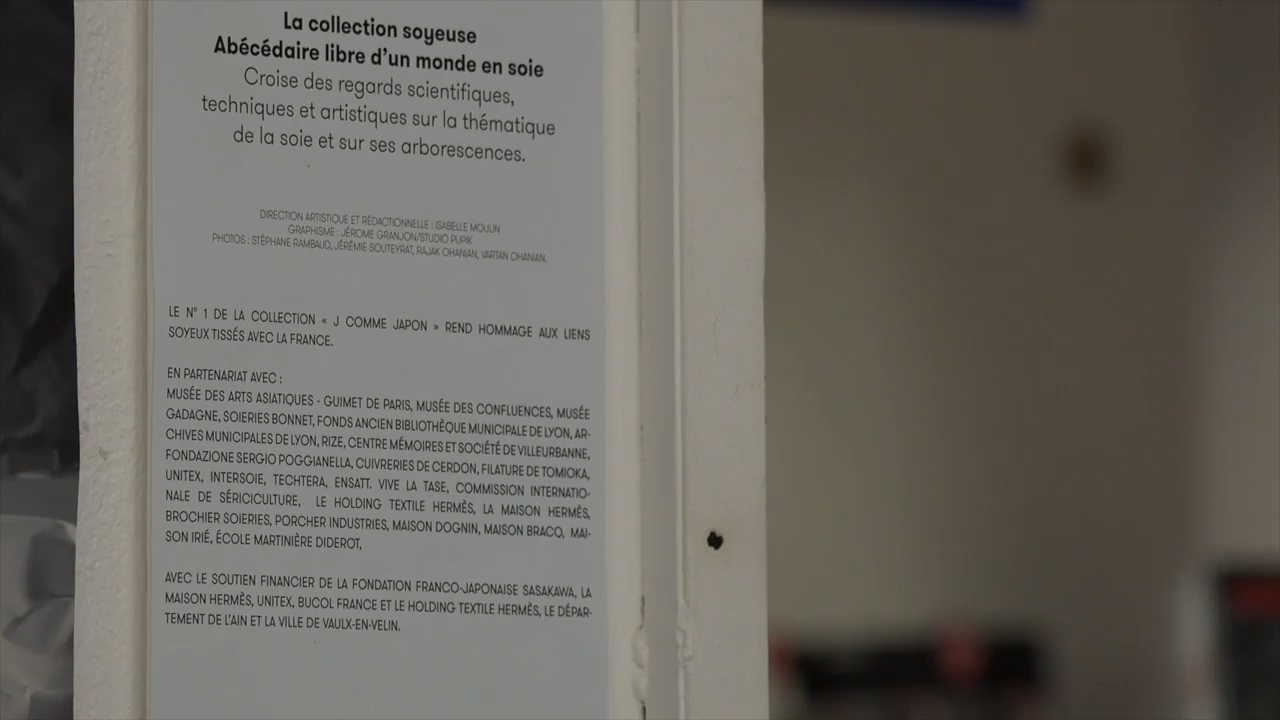 La collection soyeuse
Abécédaire libre d'un monde en soie
Croise des regards scientifiques,
techniques et artistiques sur la thématique
de la soie et sur ses arborescences.
DIRECTION ARTISTIQUE ET RÉDACTIONNELLE : ISABELLE MOULIN
GRAPHISME : JÉROME GRANJON/STUDIO PUPIK
PHOTOS : STÉPHANE RAMBAUD, JÉRÉMIE SOUTEYRAT, RAJAK OHANIAN, VARTAN OHANIAN.
LE N° 1 DE LA COLLECTION « J COMME JAPON » REND HOMMAGE AUX LIENS
SOYEUX TISSÉS AVEC LA FRANCE.
EN PARTENARIAT AVEC :
MUSÉE DES ARTS ASIATIQUES - GUIMET DE PARIS, MUSÉE DES CONFLUENCES, MUSÉE
GADAGNE, SOIERIES BONNET, FONDS ANCIEN BIBLIOTHÈQUE MUNICIPALE DE LYON, AR-
CHIVES MUNICIPALES DE LYON, RIZE, CENTRE MÉMOIRES ET SOCIÉTÉ DE VILLEURBANNE,
FONDAZIONE SERGIO POGGIANELLA, CUIVRERIES DE CERDON, FILATURE DE TOMIOKA,
UNITEX, INTERSOIE, TECHTERA, ENSATT. VIVE LA TASE, COMMISSION INTERNATIO-
NALE DE SÉRICICULTURE, LE HOLDING TEXTILE HERMÈS, LA MAISON HERMÈS,
BROCHIER SOIERIES, PORCHER INDUSTRIES, MAISON DOGNIN, MAISON BRACQ, MAI-
SON IRIÉ, ÉCOLE MARTINIÈRE DIDEROT,
AVEC LE SOUTIEN FINANCIER DE LA FONDATION FRANCO-JAPONAISE SASAKAWA, LA
MAISON HERMÈS, UNITEX, BUCOL FRANCE ET LE HOLDING TEXTILE HERMÈS, LE DÉPAR-
TEMENT DE L'AIN ET LA VILLE DE VAULX-EN-VELIN.